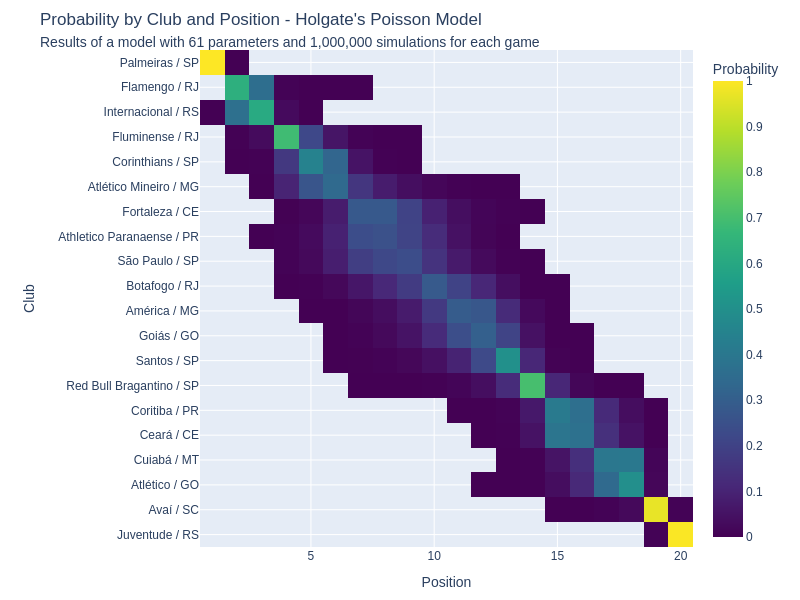 Probability by Club and Position - Holgate's Poisson Model
Results of a model with 61 parameters and 1,000,000 simulations for each game
Probability
Palmeiras / SP
Flamengo / RJ
Internacional / RS
Fluminense / RJ
Corinthians / SP
Atlético Mineiro / MG
Fortaleza / CE
Athletico Paranaense / PR
São Paulo / SP
Botafogo / RJ
América / MG
Goiás / GO
Santos / SP
Red Bull Bragantino / SP
Coritiba / PR
Ceará / CE
Cuiabá / MT
Atlético / GO
Avaí / SC
Juventude / RS
Club
5
10
15
20
Position
1
0.9
0.8
0.7
0.6
0.5
0.4
0.3
0.2
0.1
0